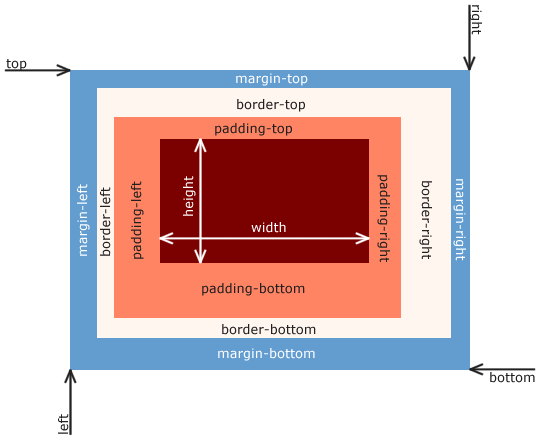 right
top
margin-top
border-top
padding-top
margin-left
border-left
padding-left
height
width
padding-right
border-right
margin-right
padding-bottom
border-bottom
margin-bottom
bottom
left